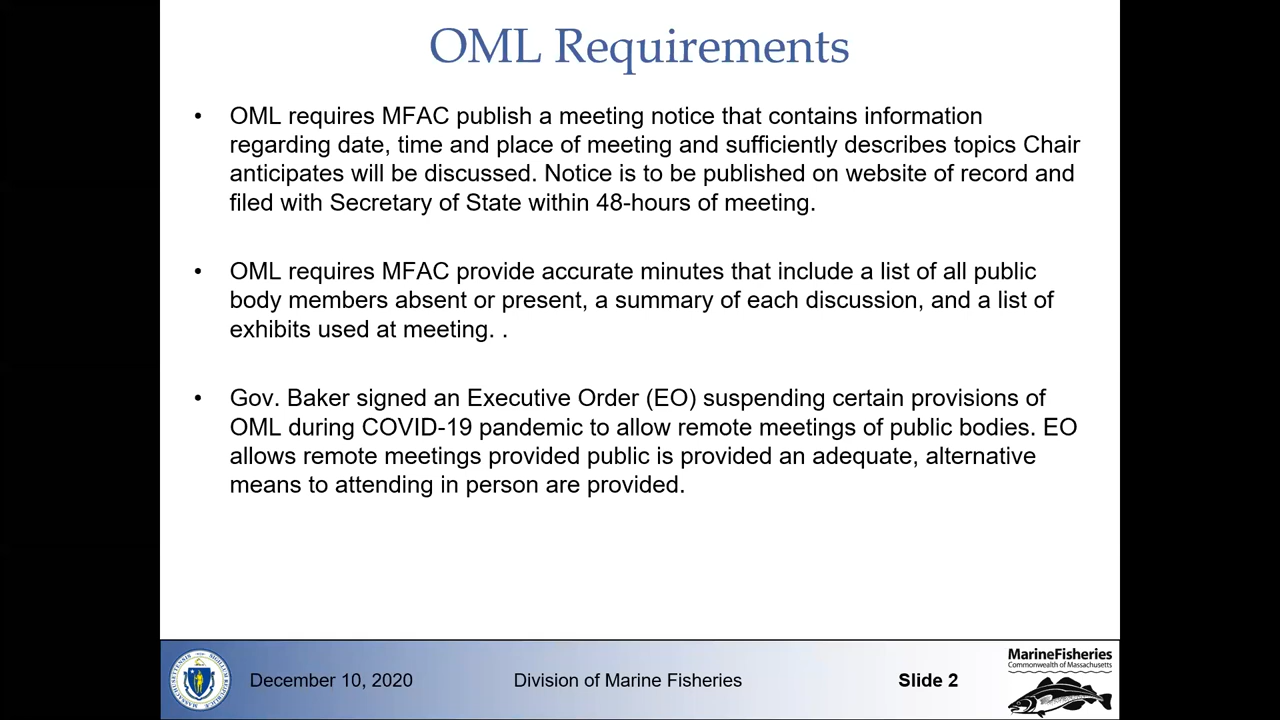 OML Requirements
• OML requires MFAC publish a meeting notice that contains information
regarding date, time and place of meeting and sufficiently describes topics Chair
anticipates will be discussed. Notice is to be published on website of record and
filed with Secretary of State within 48-hours of meeting.
• OML requires MFAC provide accurate minutes that include a list of all public
body members absent or present, a summary of each discussion, and a list of
exhibits used at meeting. .
• Gov. Baker signed an Executive Order (EO) suspending certain provisions of
OML during COVID-19 pandemic to allow remote meetings of public bodies. EO
allows remote meetings provided public is provided an adequate, alternative
means to attending in person are provided.
December 10, 2020
Division of Marine Fisheries
Slide 2
MarineFisheries
Commonwealth of Massachusetts